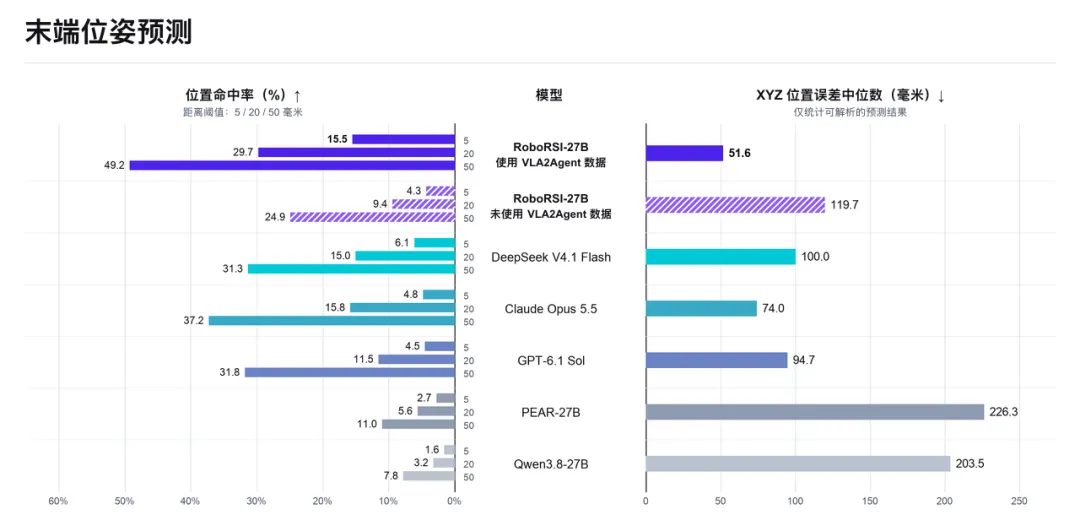 末端位姿预测
位置命中率（%）↑
距离阈值：5 / 20 / 50 毫米
模型
XYZ 位置误差中位数（毫米）↓
仅统计可解析的预测结果
15.5 5
29.7 20
49.2 50
RoboRSI-27B
使用 VLA2Agent 数据
51.6
4.3 5
9.4 20
24.9 50
RoboRSI-27B
未使用 VLA2Agent 数据
119.7
6.1 5
15.0 20
31.3 50
DeepSeek V4.1 Flash
100.0
4.8 5
15.8 20
37.2 50
Claude Opus 5.5
74.0
4.5 5
11.5 20
31.8 50
GPT-6.1 Sol
94.7
2.7 5
5.6 20
11.0 50
PEAR-27B
226.3
1.6 5
3.2 20
7.8 50
Qwen3.8-27B
203.5
60% 50% 40% 30% 20% 10% 0%
0 50 100 150 200 250